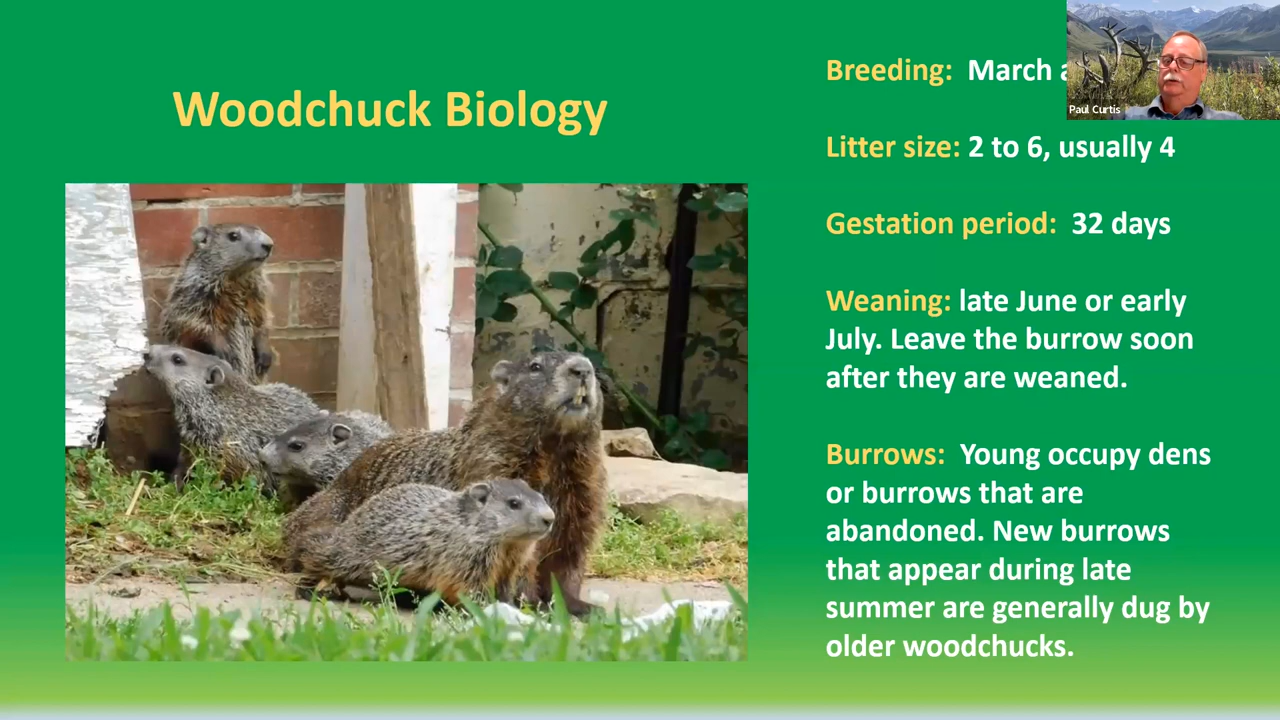 Woodchuck Biology
Breeding: March
Paul Curtis
Litter size: 2 to 6, usually 4
Gestation period: 32 days
Weaning: late June or early
July. Leave the burrow soon
after they are weaned.
Burrows: Young occupy dens
or burrows that are
abandoned. New burrows
that appear during late
summer are generally dug by
older woodchucks.